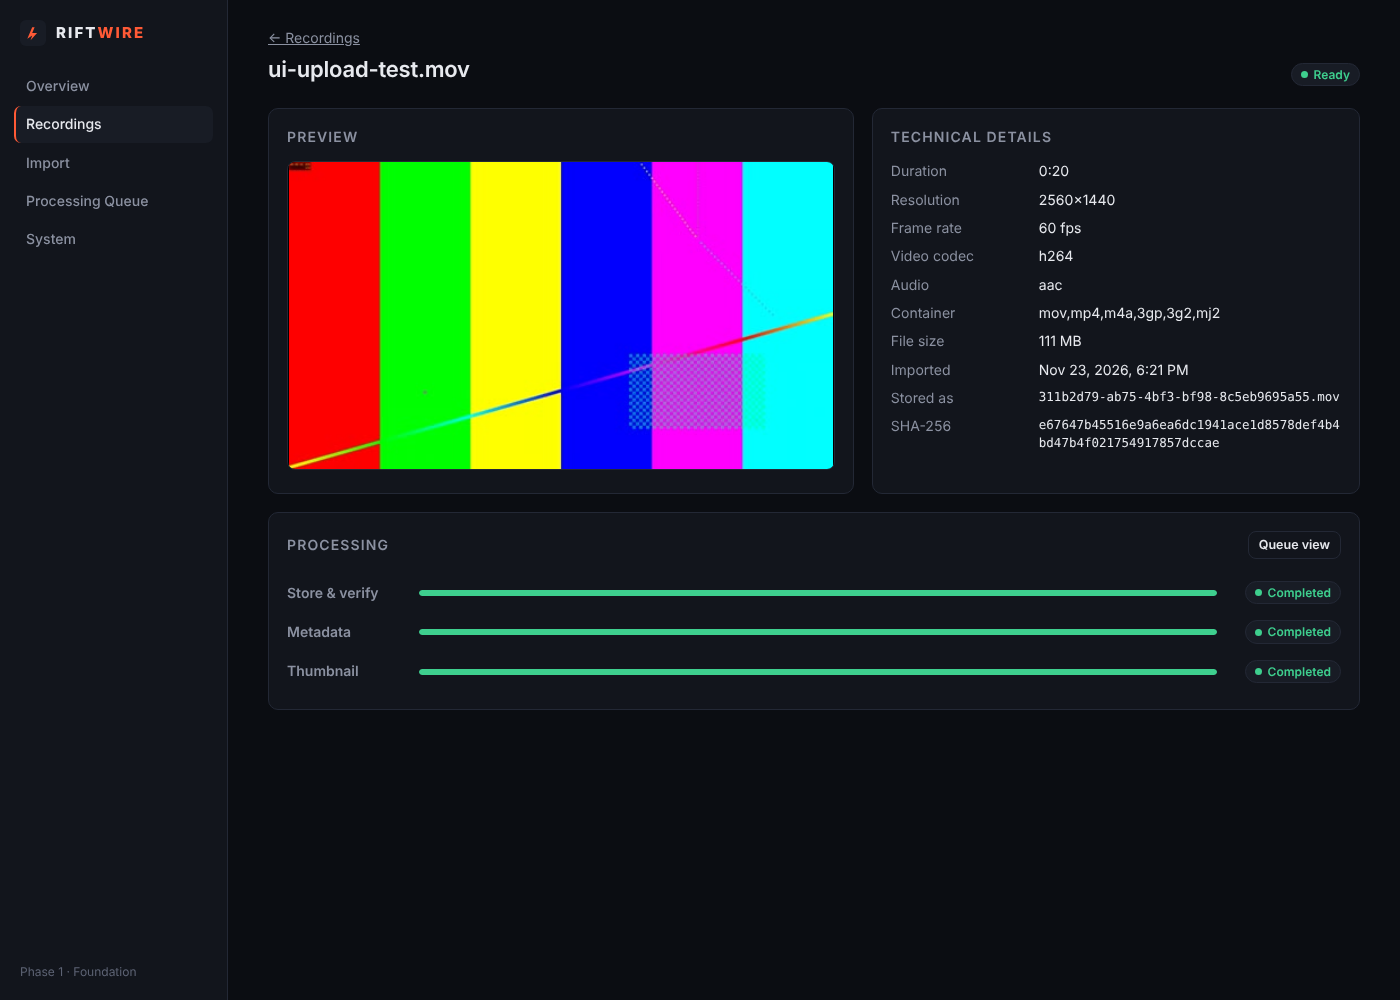 RIFTWIRE
Overview
Recordings
Import
Processing Queue
System
Phase 1 · Foundation
← Recordings
ui-upload-test.mov
Ready
PREVIEW
TECHNICAL DETAILS
Duration 0:20
Resolution 2560×1440
Frame rate 60 fps
Video codec h264
Audio aac
Container mov,mp4,m4a,3gp,3g2,mj2
File size 111 MB
Imported Nov 23, 2026, 6:21 PM
Stored as 311b2d79-ab75-4bf3-bf98-8c5eb9695a55.mov
SHA-256 e67647b45516e9a6ea6dc1941ace1d8578def4b4
bd47b4f021754917857dccae
PROCESSING
Queue view
Store & verify Completed
Metadata Completed
Thumbnail Completed